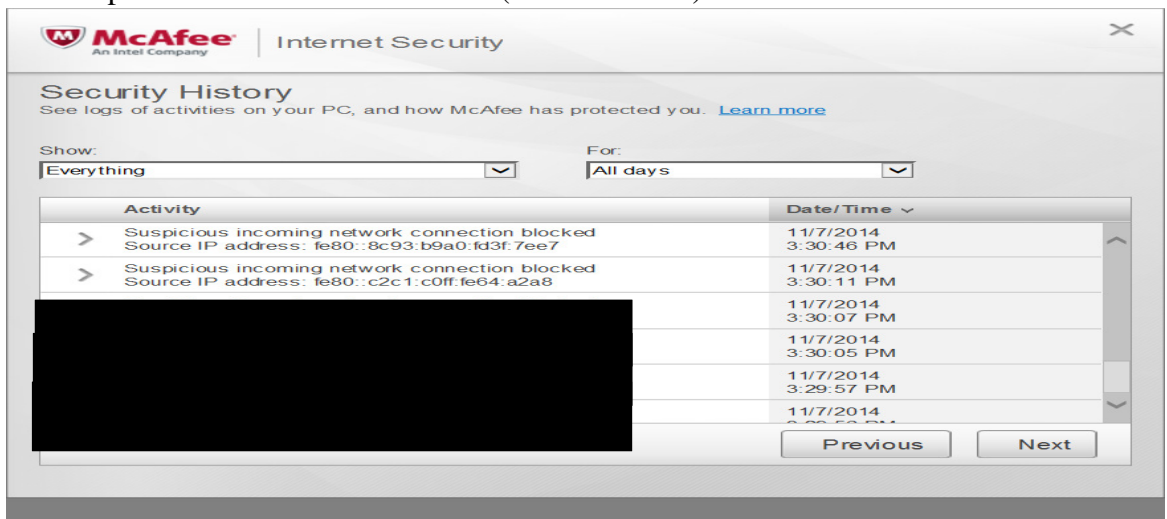 McAfee
An Intel Company
Internet Security
Security History
See logs of activities on your PC, and how McAfee has protected you. Learn more
Show:
For:
Everything
All days
Activity
Date/Time
Suspicious incoming network connection blocked
11/7/2014
Source IP address: fe80::8c93:b9a0:fd3f:7ee7
3:30:46 PM
Suspicious incoming network connection blocked
11/7/2014
Source IP address: fe80::c2c1:c0ff:fe64:a2a8
3:30:11 PM
11/7/2014
3:30:07 PM
11/7/2014
3:30:05 PM
11/7/2014
3:29:57 PM
11/7/2014
Previous
Next